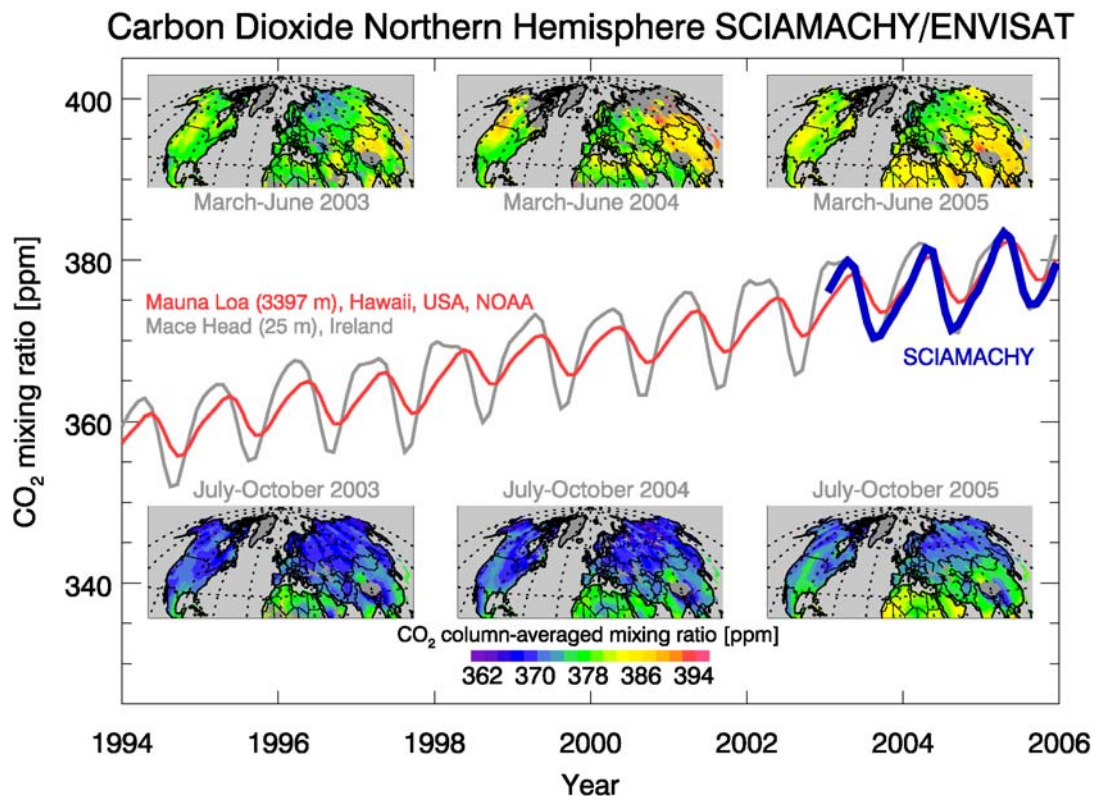 Carbon Dioxide Northern Hemisphere SCIAMACHY/ENVISAT
400
380
360
340
CO₂ mixing ratio [ppm]
March-June 2003
March-June 2004
March-June 2005
Mauna Loa (3397 m), Hawaii, USA, NOAA
Mace Head (25 m), Ireland
SCIAMACHY
July-October 2003
July-October 2004
July-October 2005
CO₂ column-averaged mixing ratio [ppm]
362 370 378 386 394
1994 1996 1998 2000 2002 2004 2006
Year